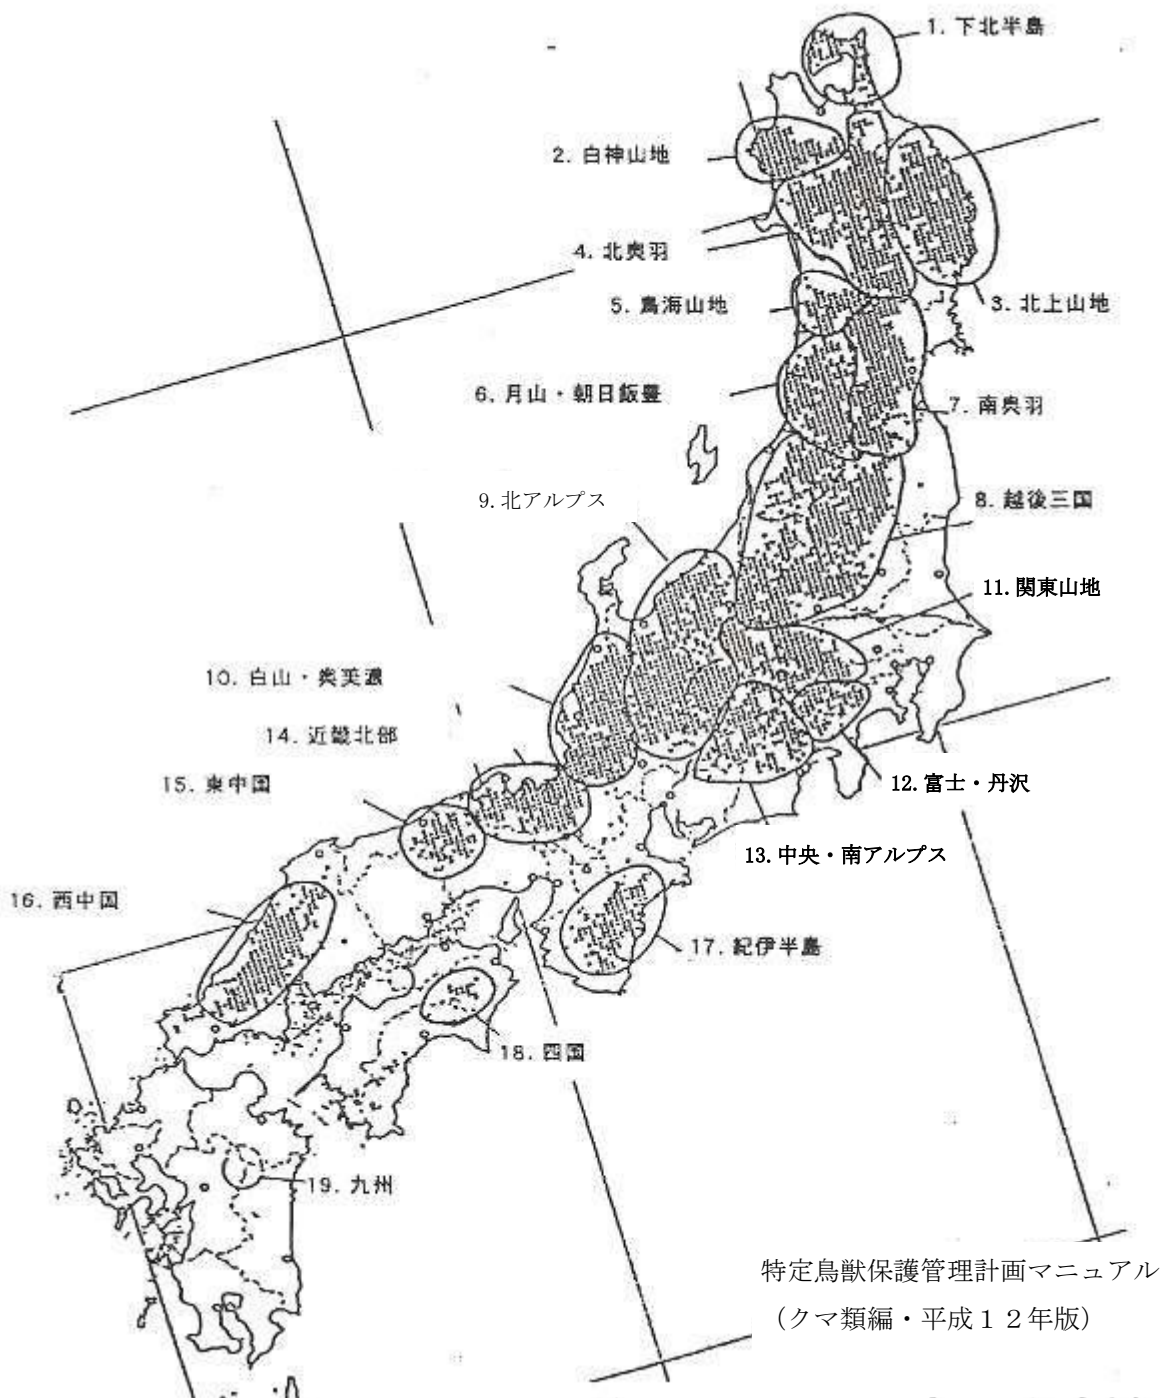 1. 下北半島
2. 白神山地
4. 北奥羽
5. 鳥海山地
3. 北上山地
6. 月山・朝日飯豊
7. 南奥羽
9. 北アルプス
8. 越後三国
11. 関東山地
10. 白山・奥美濃
14. 近畿北部
15. 東中国
12. 富士・丹沢
13. 中央・南アルプス
16. 西中国
17. 紀伊半島
18. 四国
19. 九州
特定鳥獣保護管理計画マニュアル
（クマ類編・平成１２年版）